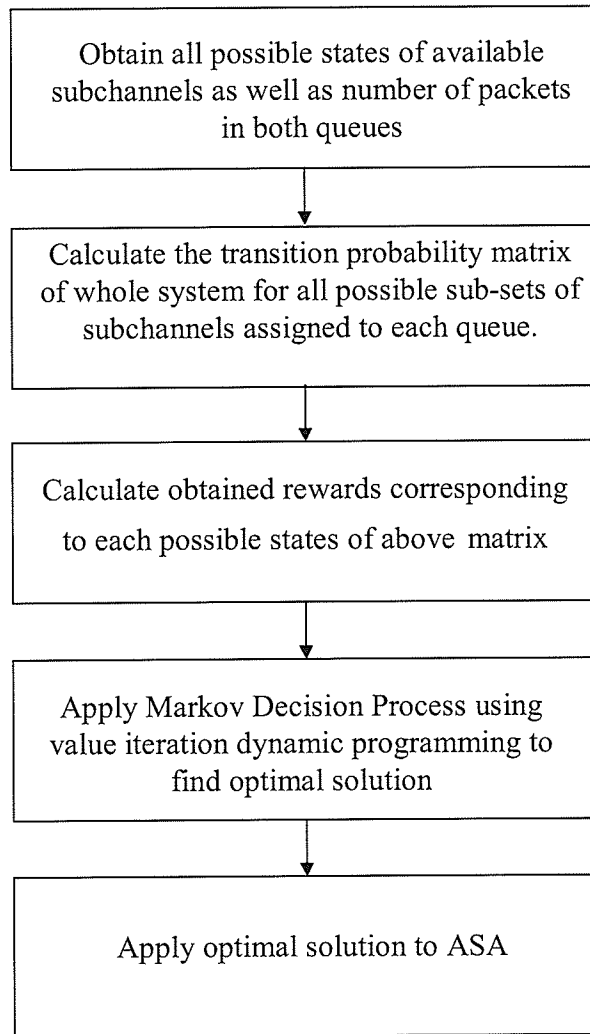 Obtain all possible states of available
subchannels as well as number of packets
in both queues
Calculate the transition probability matrix
of whole system for all possible sub-sets of
subchannels assigned to each queue.
Calculate obtained rewards corresponding
to each possible states of above matrix
Apply Markov Decision Process using
value iteration dynamic programming to
find optimal solution
Apply optimal solution to ASA